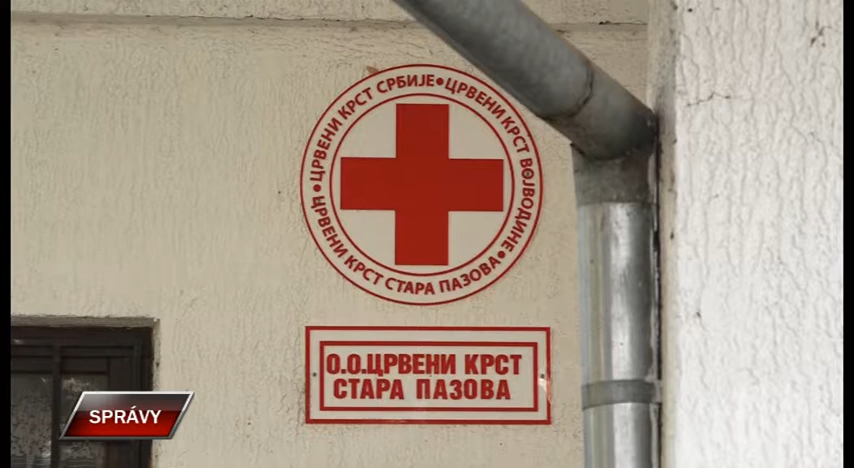 •ЦРВЕНИ КРСТ СРБИЈЕ•ЦРВЕНИ КРСТ ВОЈВОДИНЕ•
ЦРВЕНИ КРСТ СТАРА ПАЗОВА
О.О.ЦРВЕНИ КРСТ
СТАРА ПАЗОВА
SPRÁVY